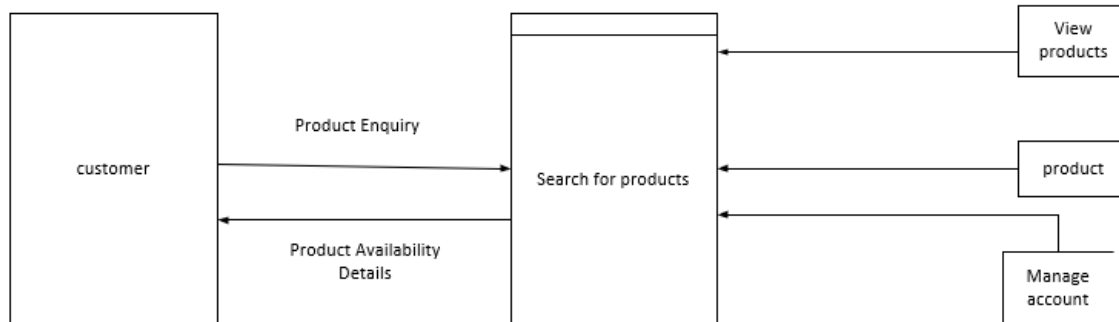 View
products
Product Enquiry
customer
Search for products
product
Product Availability
Details
Manage
account